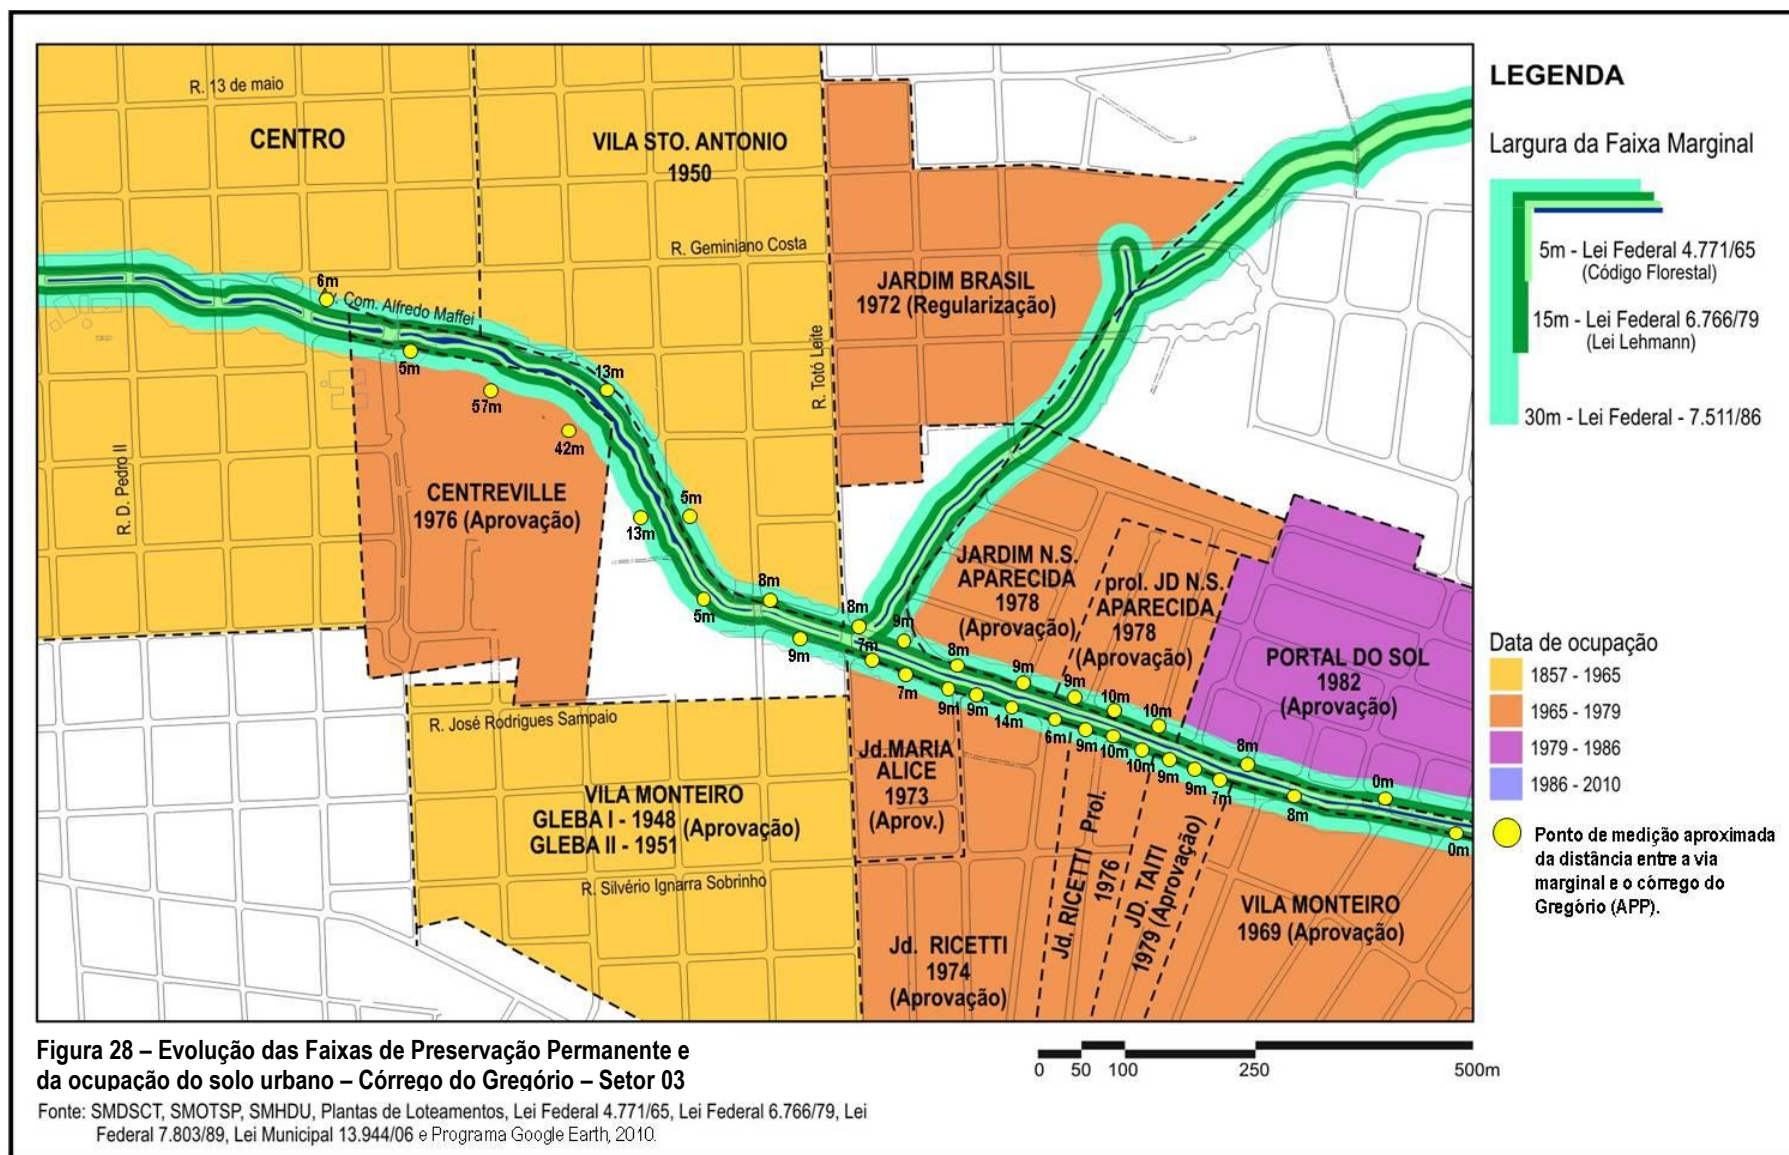 R. 13 de maio
CENTRO
VILA STO. ANTONIO
1950
R. Geminiano Costa
6m
Com. Alfredo Maffei
5m
57m
42m
13m
R. Totó Leite
JARDIM BRASIL
1972 (Regularização)
R. D. Pedro II
CENTREVILLE
1976 (Aprovação)
13m
5m
5m
8m
9m
8m
7m
9m
7m
8m
9m
9m
14m
9m
6m
9m
9m
10m
10m
10m
10m
9m
9m
7m
8m
8m
0m
0m
JARDIM N.S.
APARECIDA
1978
(Aprovação)
prol. JD N.S.
APARECIDA
1978
(Aprovação)
PORTAL DO SOL
1982
(Aprovação)
R. José Rodrigues Sampaio
VILA MONTEIRO
GLEBA I - 1948
GLEBA II - 1951
(Aprovação)
R. Silvério Ignarra Sobrinho
Jd.MARIA
ALICE
1973
(Aprov.)
Jd. RICETTI
1974
(Aprovação)
Jd. RICETTI Prol.
1976
JD. TAITI
1979 (Aprovação)
VILA MONTEIRO
1969 (Aprovação)
LEGENDA
Largura da Faixa Marginal
5m - Lei Federal 4.771/65
(Código Florestal)
15m - Lei Federal 6.766/79
(Lei Lehmann)
30m - Lei Federal - 7.511/86
Data de ocupação
1857 - 1965
1965 - 1979
1979 - 1986
1986 - 2010
Ponto de medição aproximada
da distância entre a via
marginal e o córrego do
Gregório (APP).
Figura 28 – Evolução das Faixas de Preservação Permanente e
da ocupação do solo urbano – Córrego do Gregório – Setor 03
0 50 100 250 500m
Fonte: SMDSCT, SMOTSP, SMHDU, Plantas de Loteamentos, Lei Federal 4.771/65, Lei Federal 6.766/79, Lei
Federal 7.803/89, Lei Municipal 13.944/06 e Programa Google Earth, 2010.